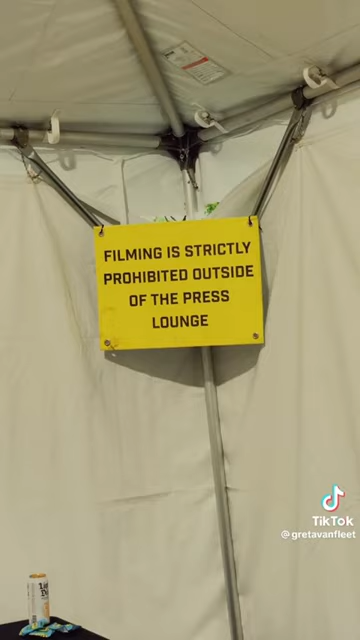 FILMING IS STRICTLY
PROHIBITED OUTSIDE
OF THE PRESS
LOUNGE
TikTok
@gretavanfleet